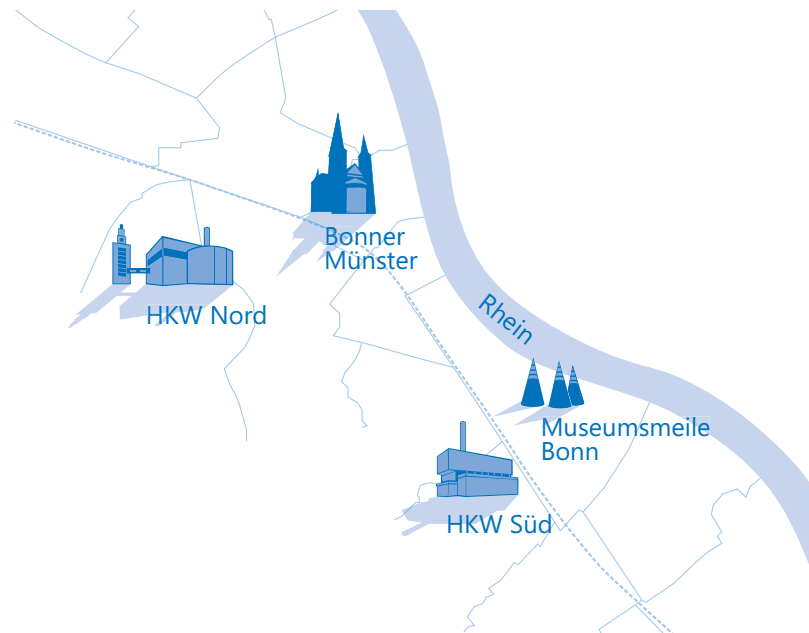 Bonner
Münster
HKW Nord
Rhein
Museumsmeile
Bonn
HKW Süd